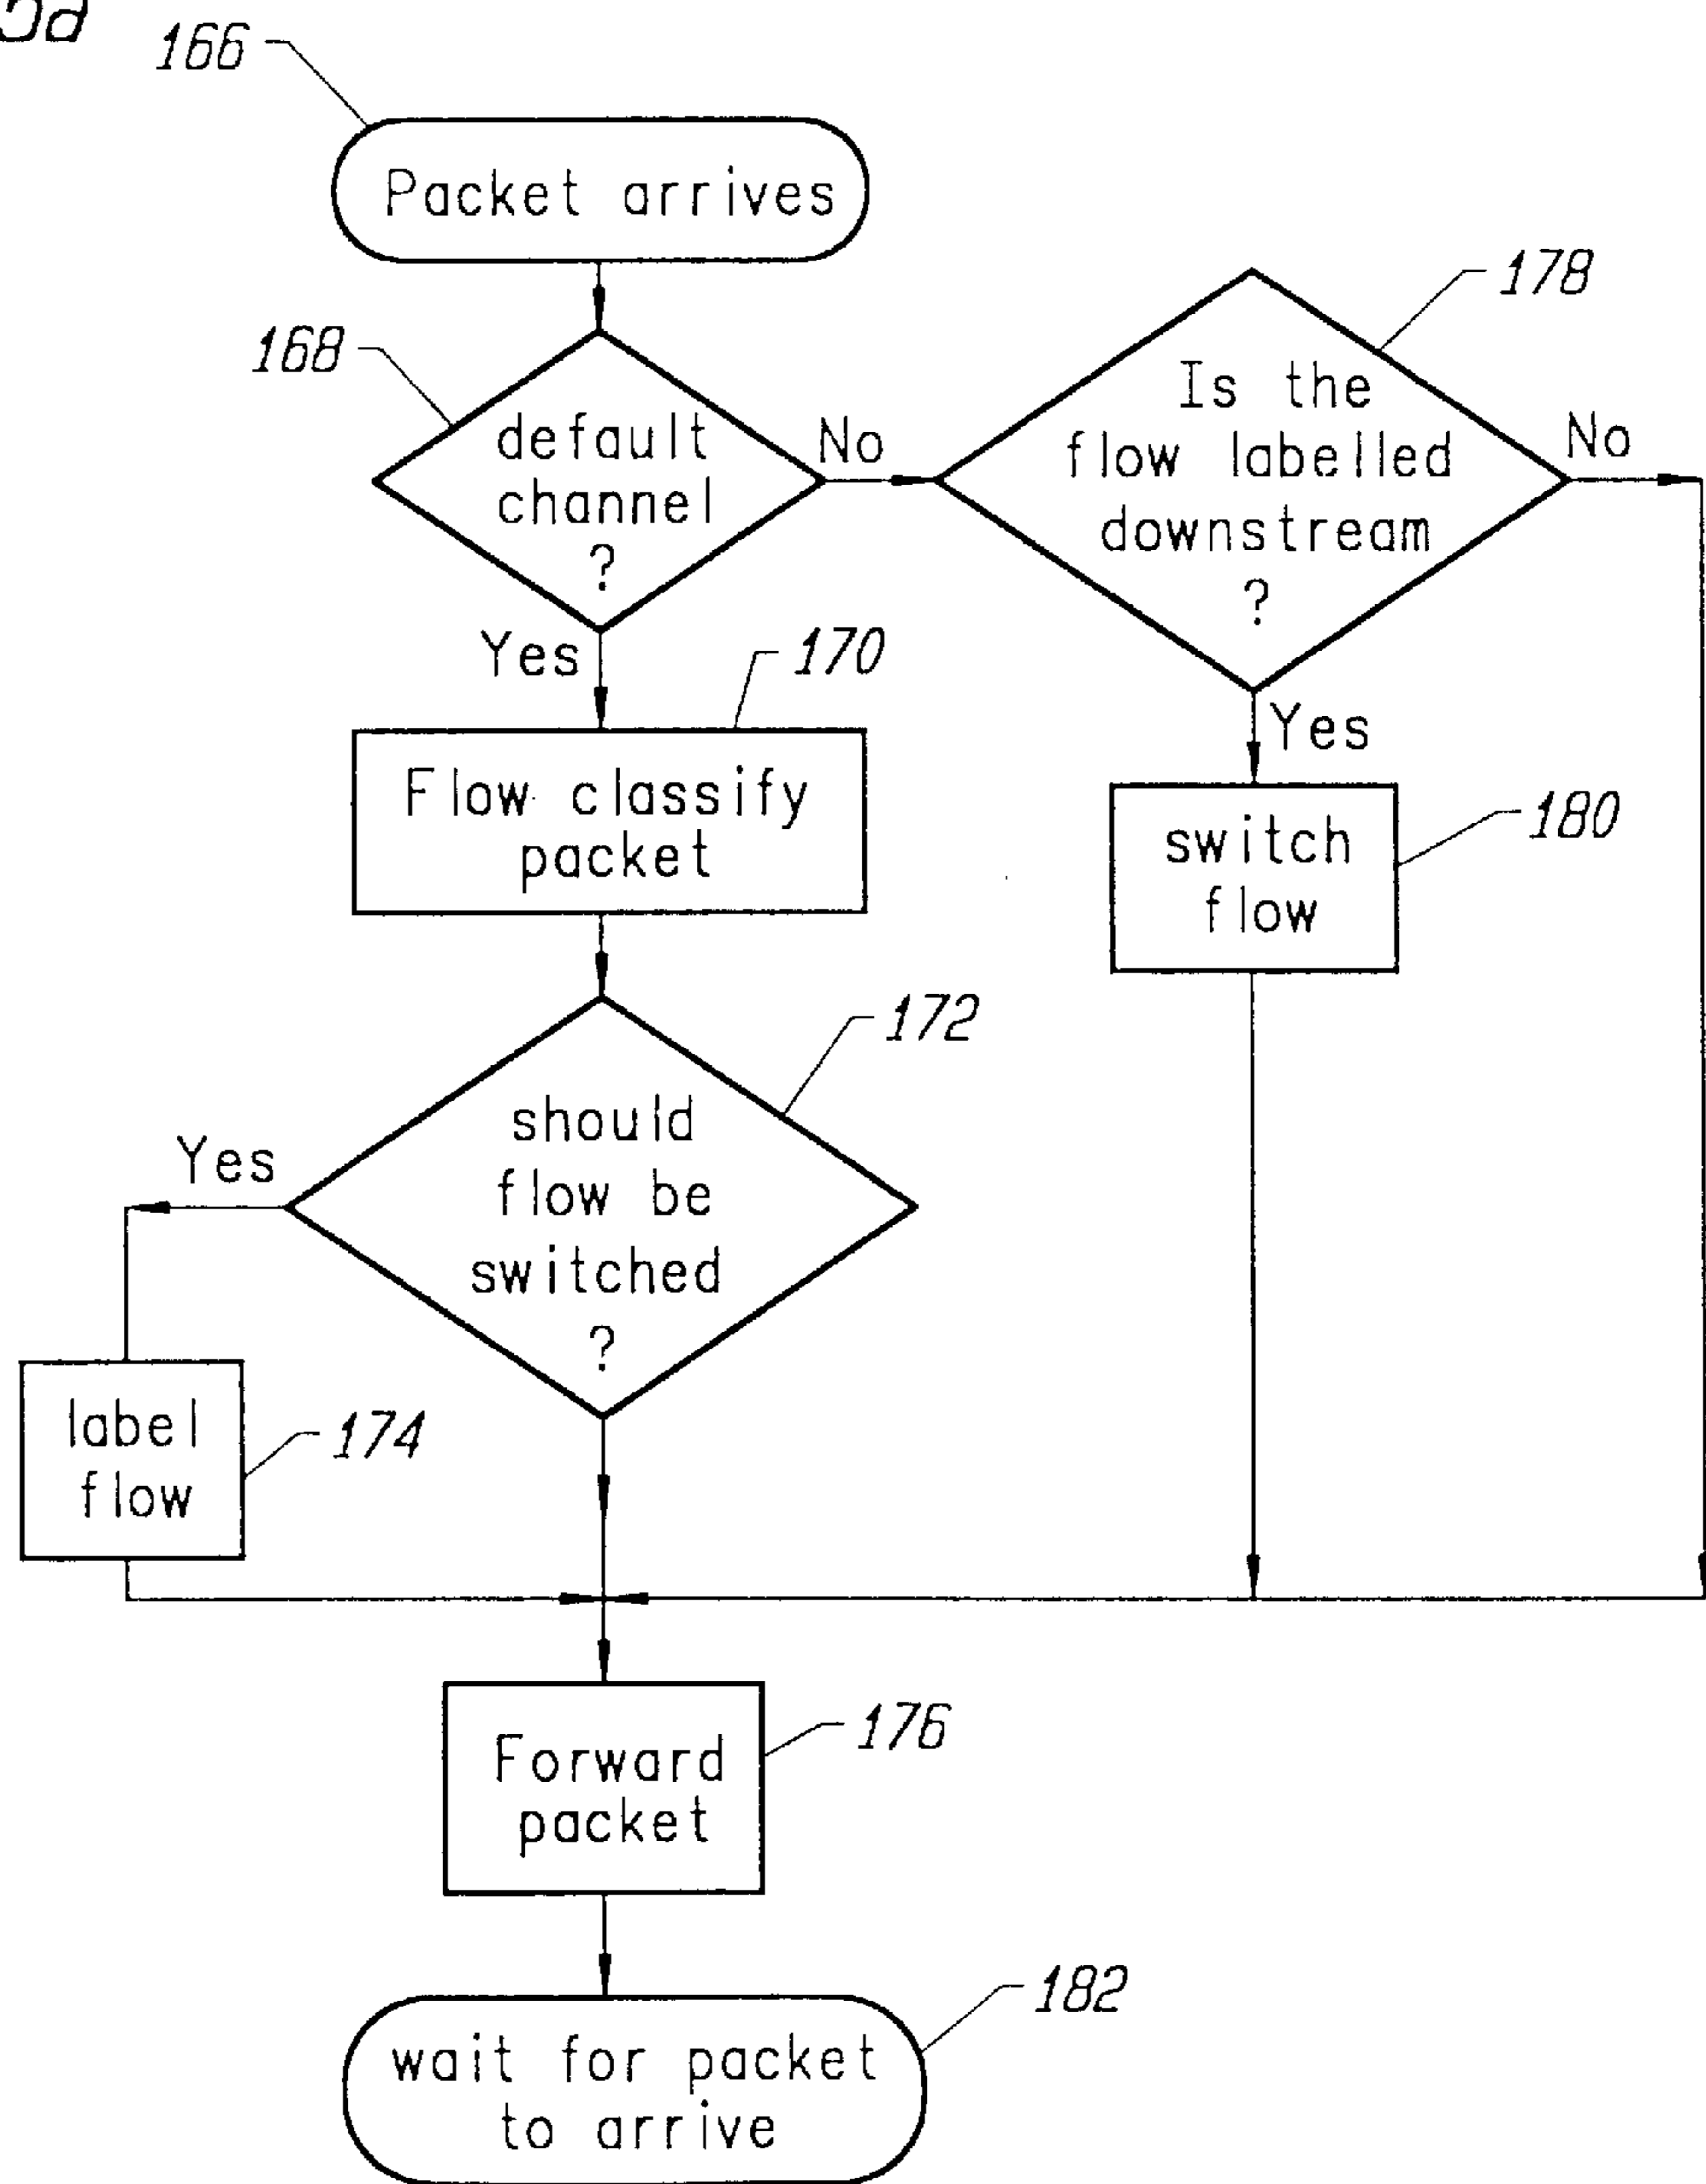 5a
166
Packet arrives
168
default
channel
?
No
178
Is the
flow labelled
downstream
?
No
Yes
170
Flow classify
packet
Yes
switch
flow
180
172
should
flow be
switched
?
Yes
label
flow
174
Forward
packet
176
182
wait for packet
to arrive